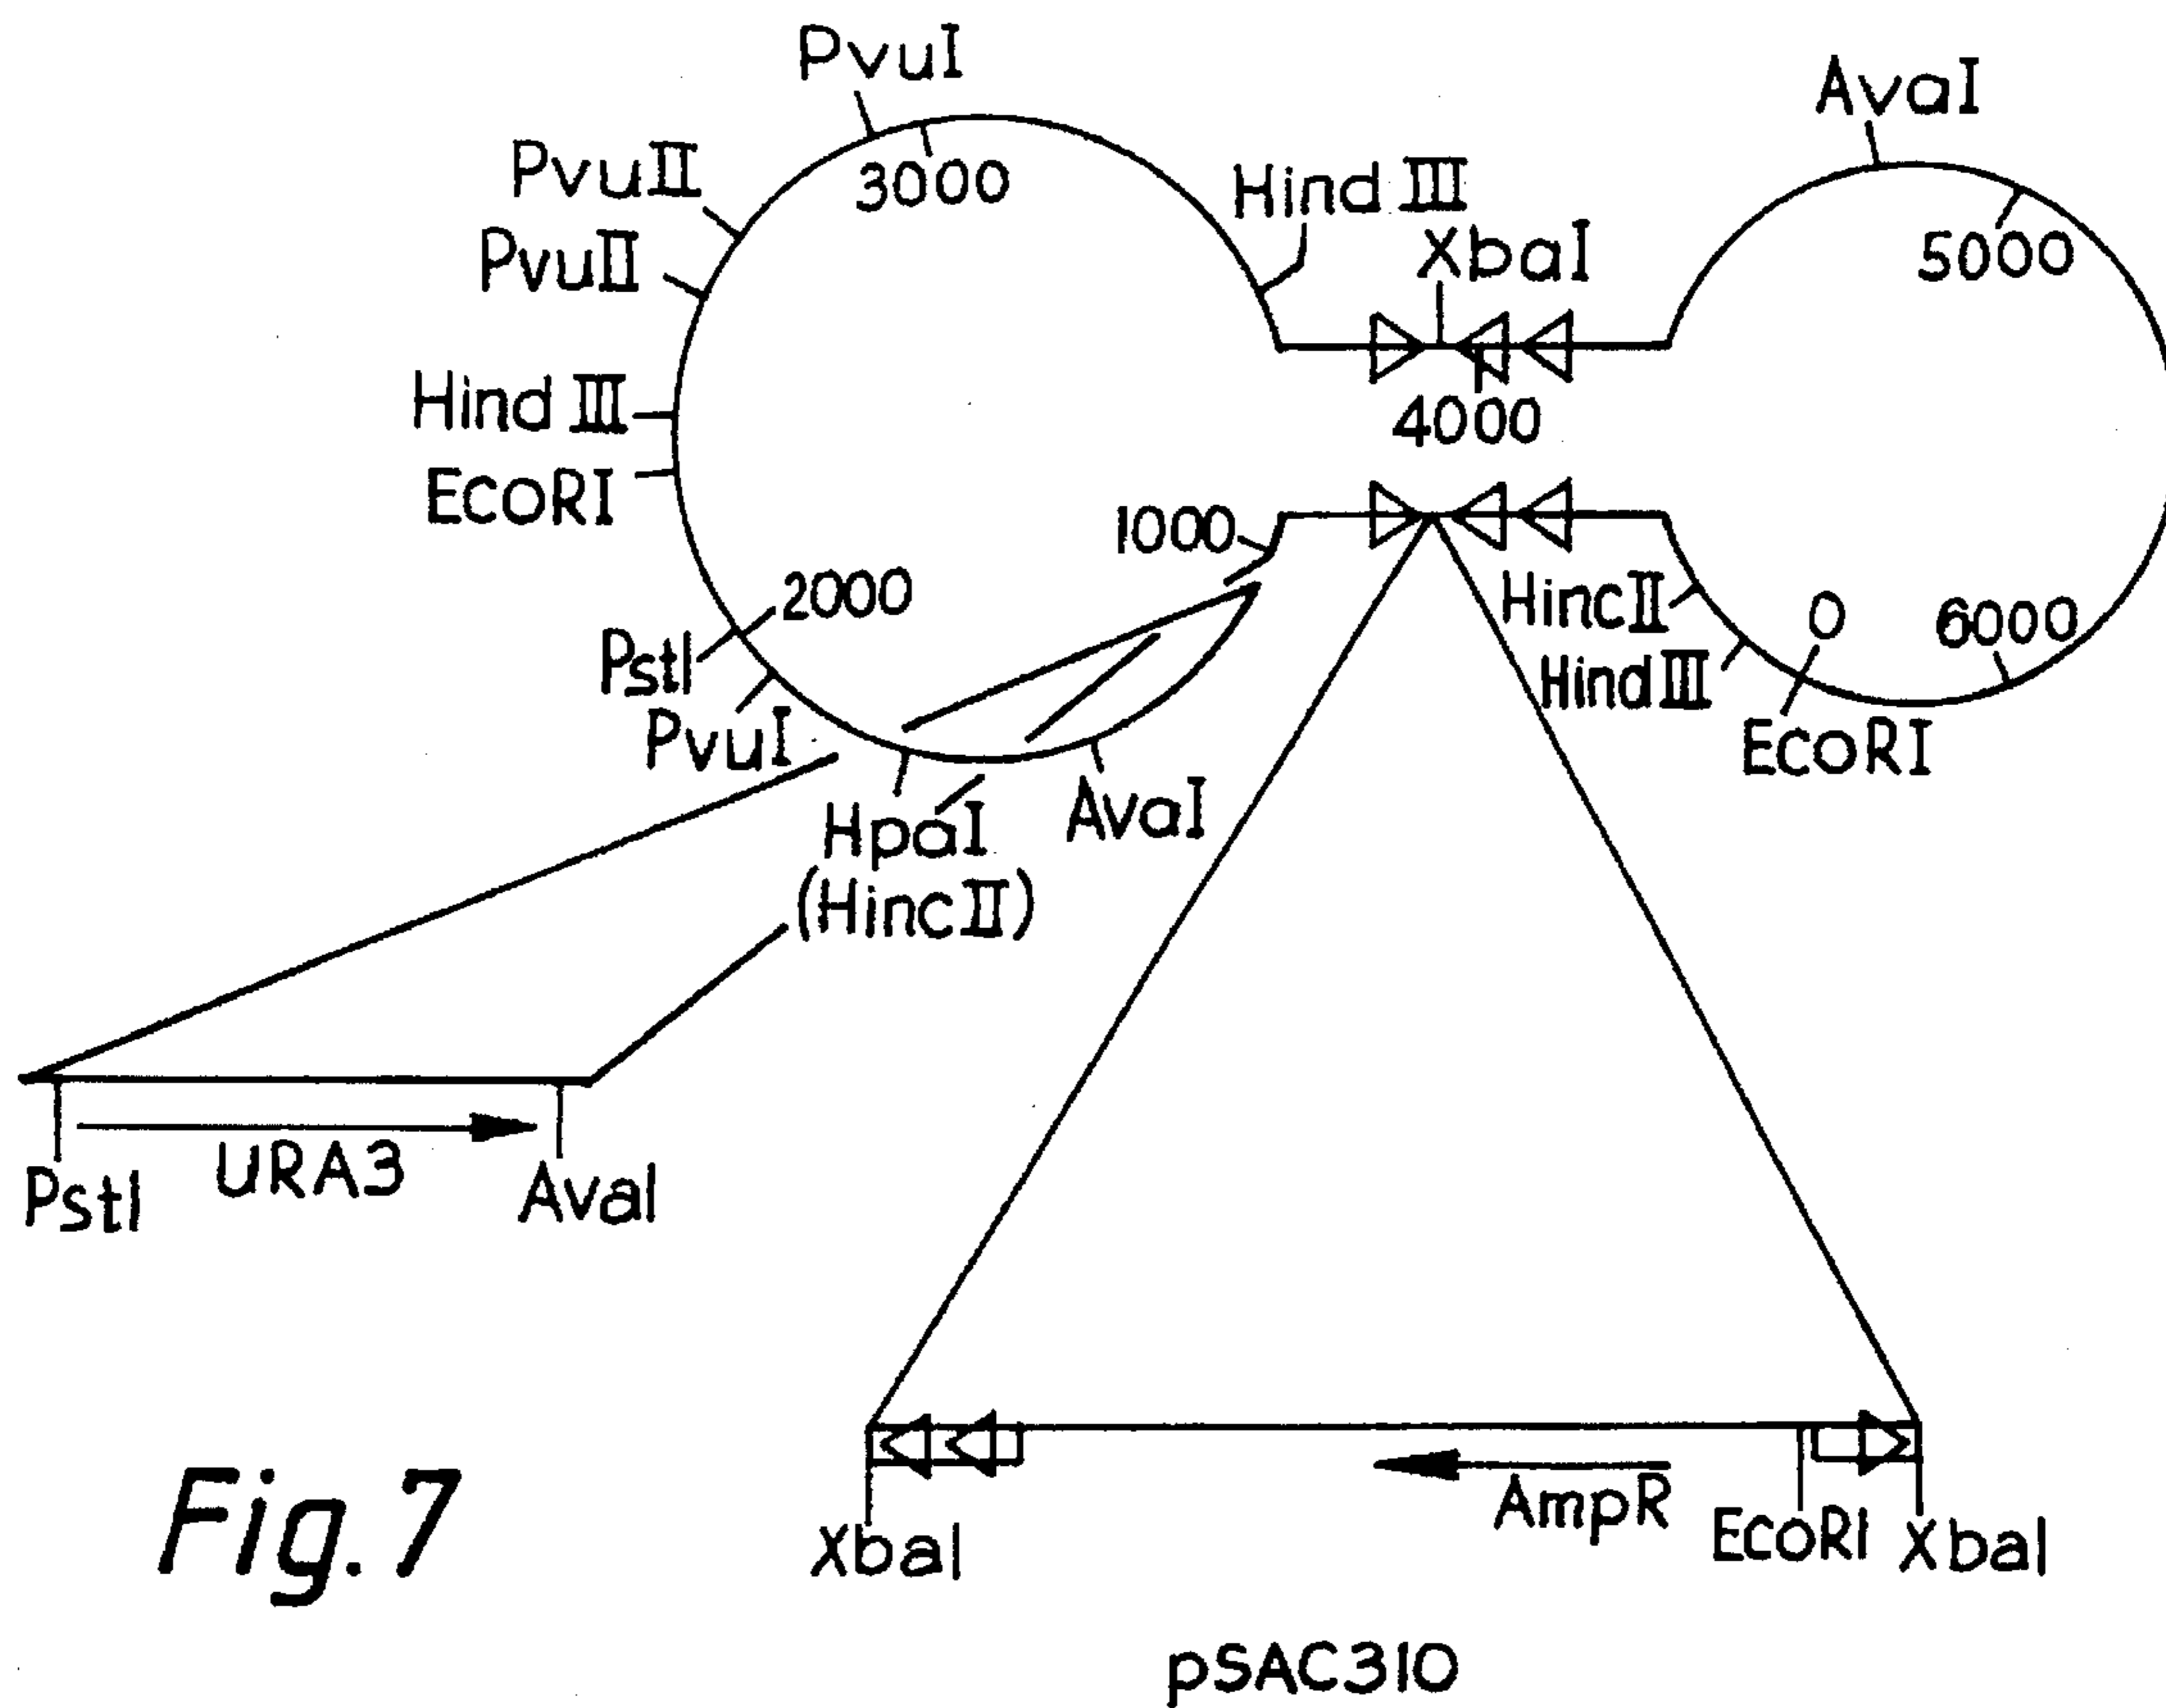 PvuI
AvaI
PvuII
3000
Hind III
PvuII
XbaI
5000
Hind III
4000
EcoRI
1000
2000
HincII
0
6000
PstI
HindIII
PvuI
EcoRI
HpaI
AvaI
(HincII)
URA3
PstI
AvaI
AmpR
XbaI
EcoRI
XbaI
Fig. 7
pSAC310